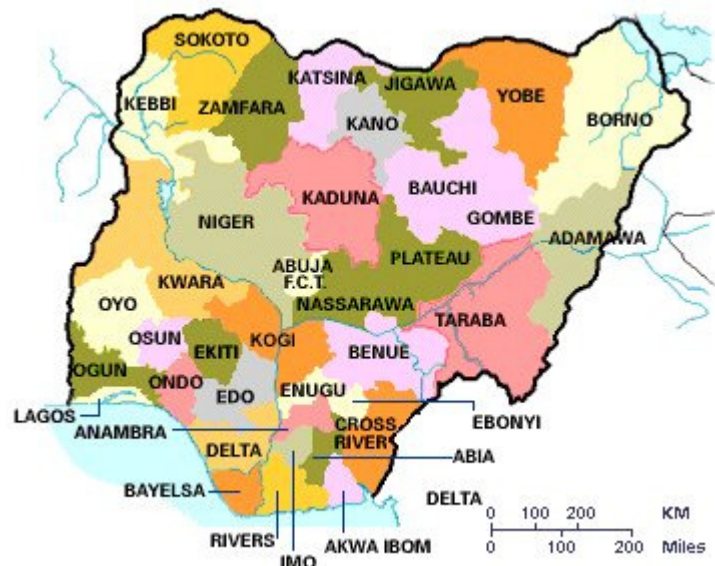 SOKOTO
KATSINA
JIGAWA
YOBE
KEBBI
ZAMFARA
KANO
BORNO
KADUNA
BAUCHI
NIGER
GOMBE
ADAMAWA
ABUJA
F.C.T.
PLATEAU
KWARA
NASSARAWA
OYO
TARABA
OSUN
KOGI
EKITI
BENUE
OGUN
ONDO
ENUGU
EDO
LAGOS
ANAMBRA
CROSS
RIVER
EBONYI
DELTA
ABIA
BAYELSA
DELTA
RIVERS
AKWA IBOM
IMO
0 100 200 KM
0 100 200 Miles